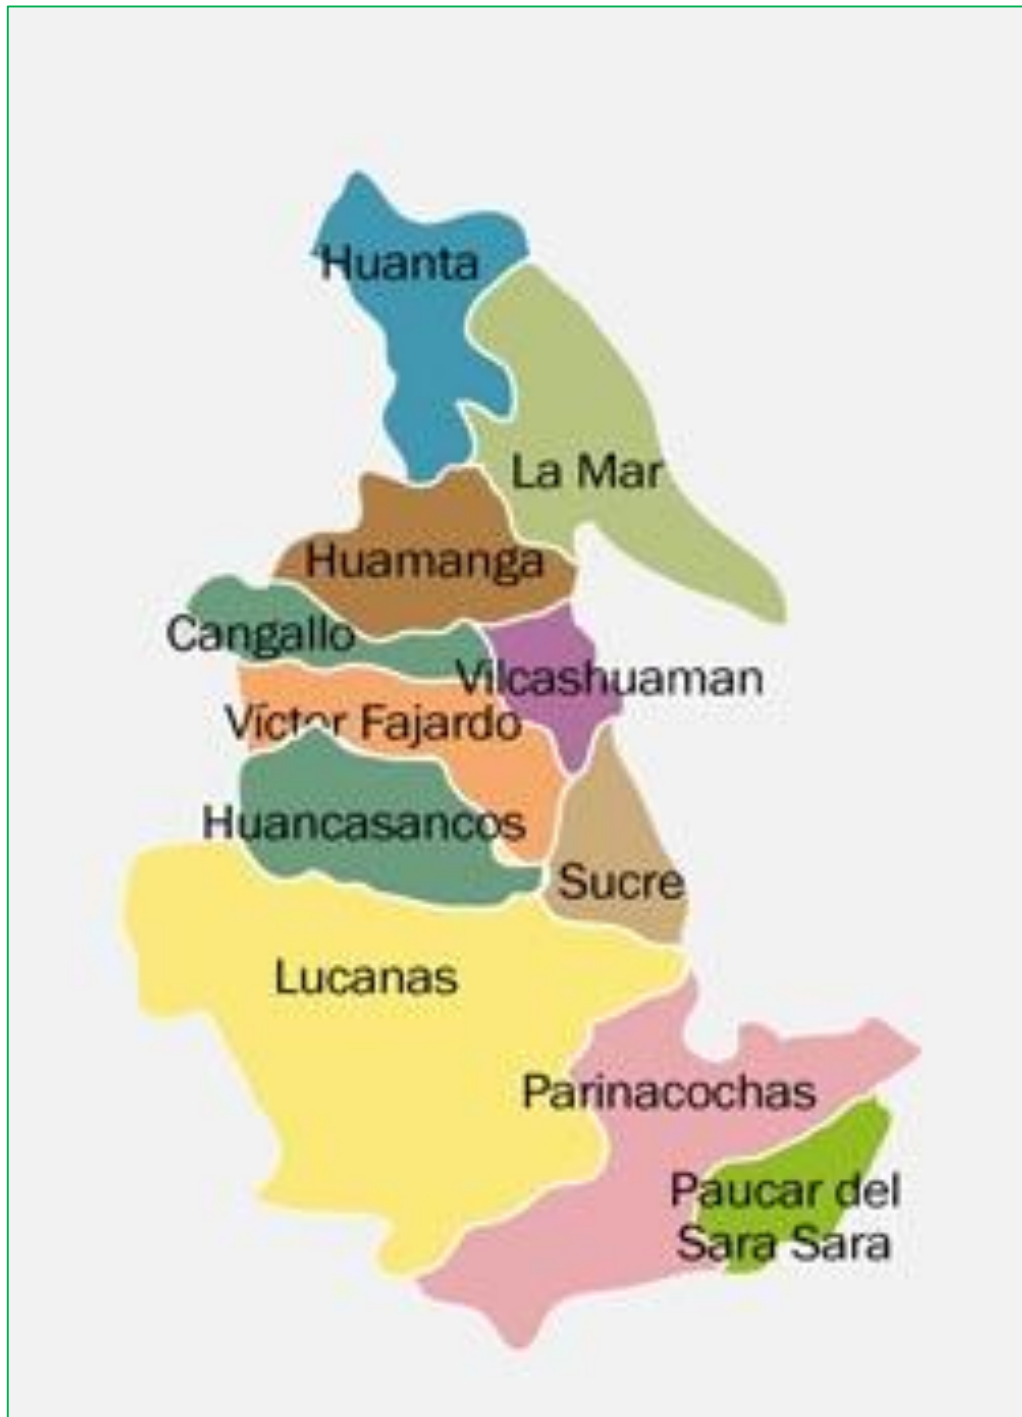 Huanta
La Mar
Huamanga
Cangallo
Vilcashuaman
Víctor Fajardo
Huancasancos
Sucre
Lucanas
Parinacochas
Paucar del
Sara Sara